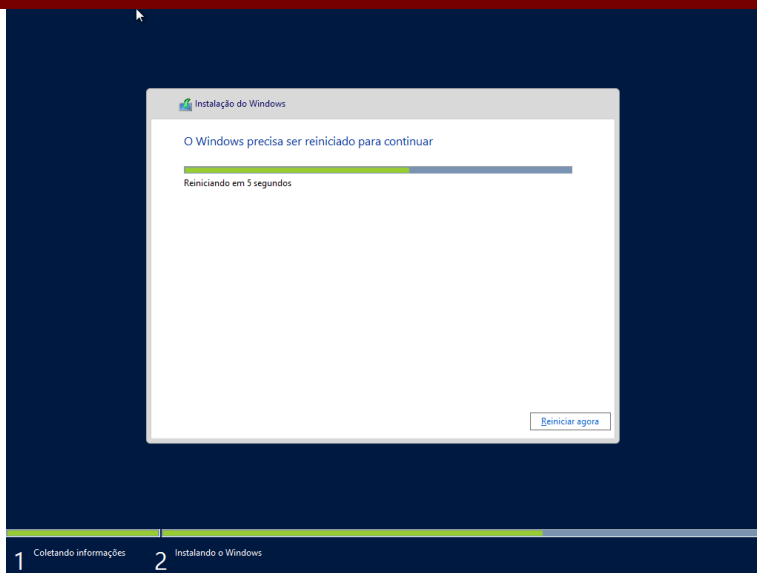 Instalação do Windows
O Windows precisa ser reiniciado para continuar
Reiniciando em 5 segundos
Reiniciar agora
1 Coletando informações 2 Instalando o Windows